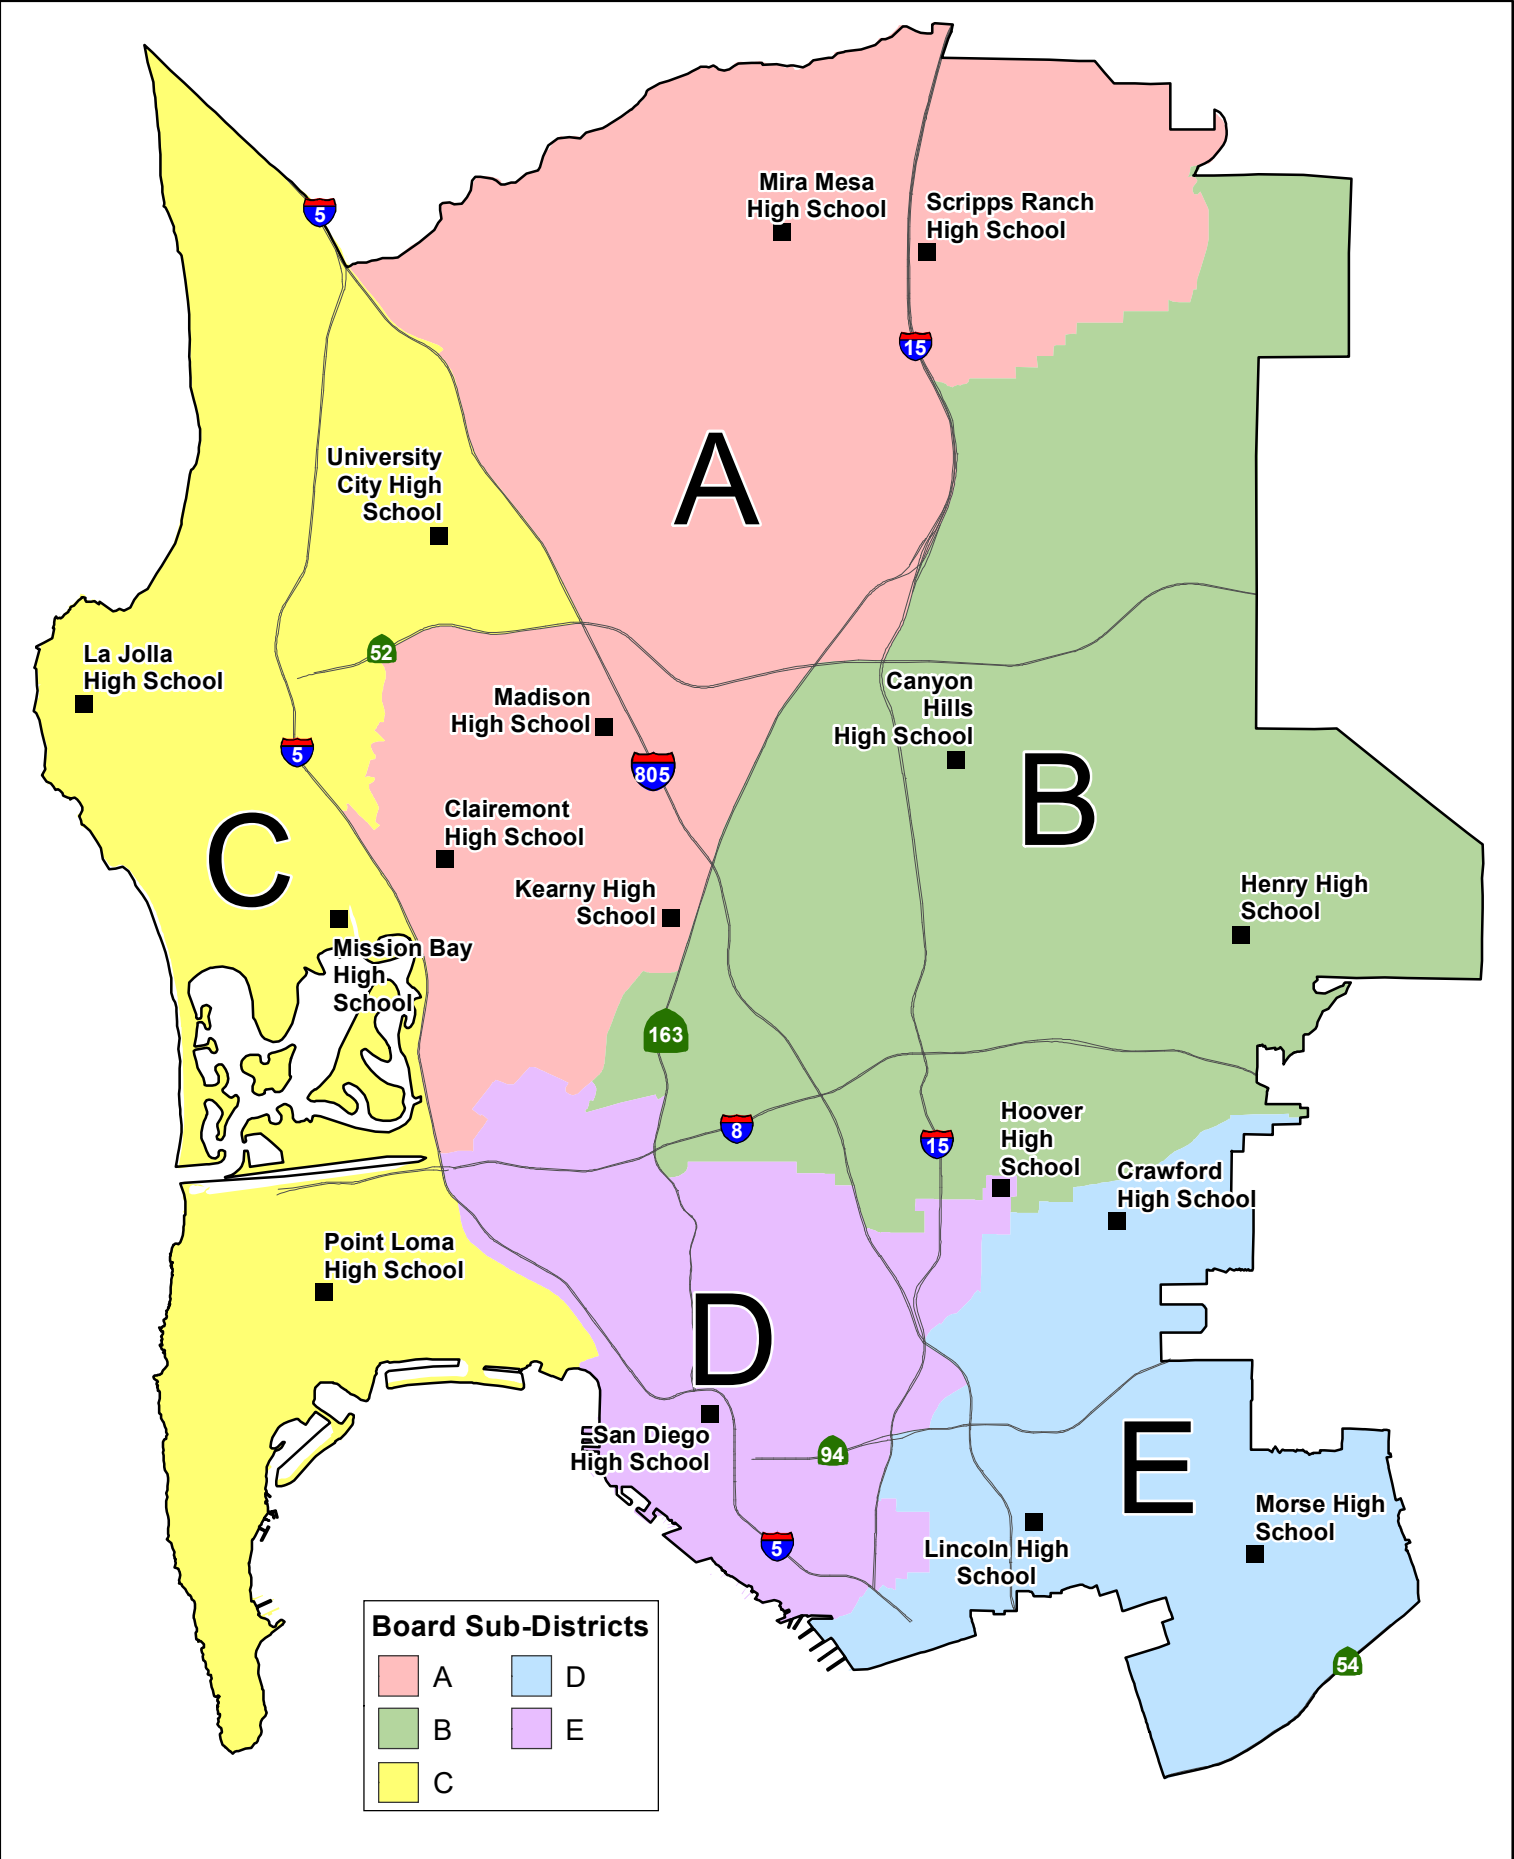 Mira Mesa
High School
Scripps Ranch
High School
5
15
A
University
City High
School
52
La Jolla
High School
Madison
High School
Canyon
Hills
High School
5
805
B
C
Clairemont
High School
Kearny High
School
Henry High
School
Mission Bay
High
School
163
8
15
Hoover
High
School
Crawford
High School
Point Loma
High School
D
San Diego
High School
94
E
Morse High
School
5
Lincoln High
School
54
Board Sub-Districts
A
D
B
E
C